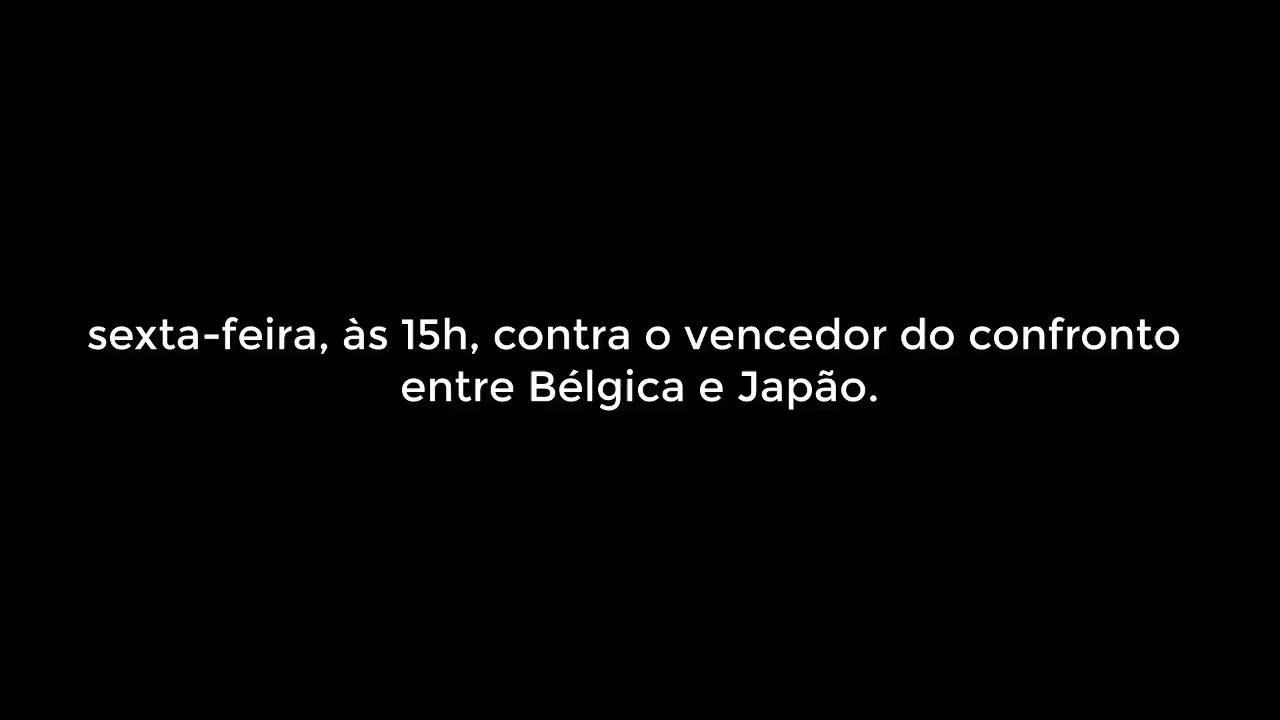 sexta-feira, às 15h, contra o vencedor do confronto
entre Bélgica e Japão.